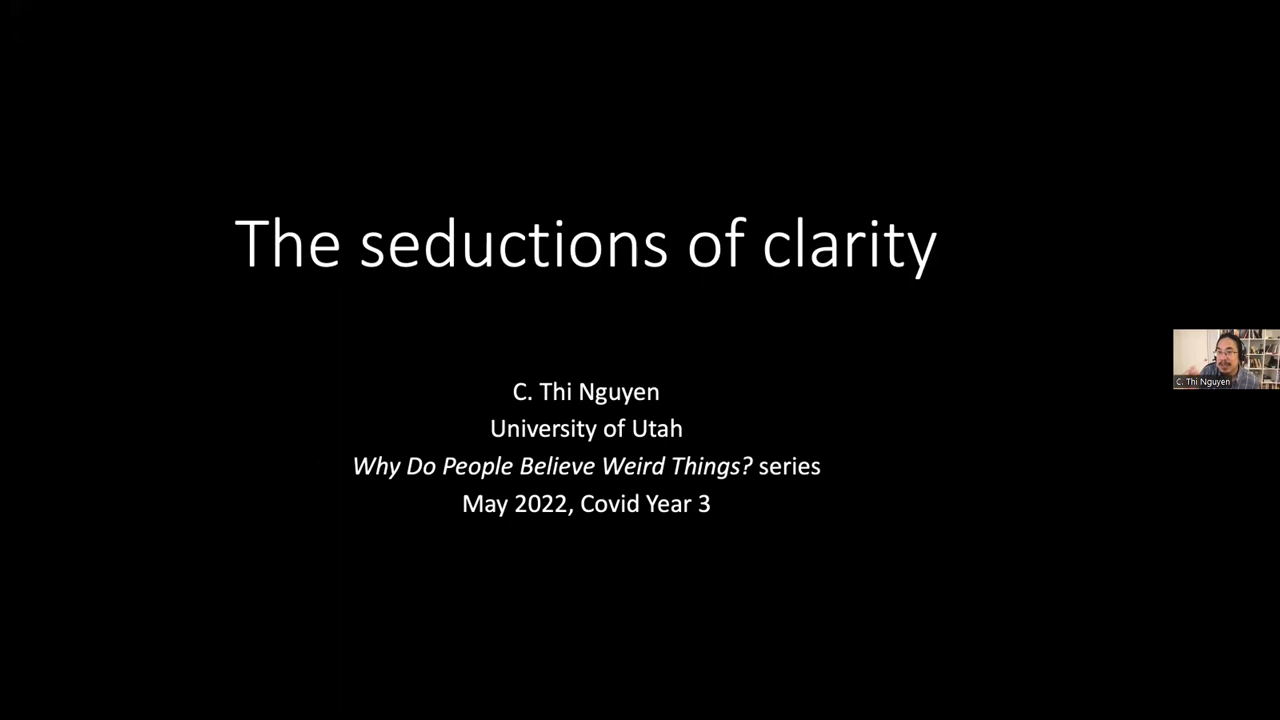 The seductions of clarity
C. Thi Nguyen
University of Utah
Why Do People Believe Weird Things? series
May 2022, Covid Year 3
C. Thi Nguyen